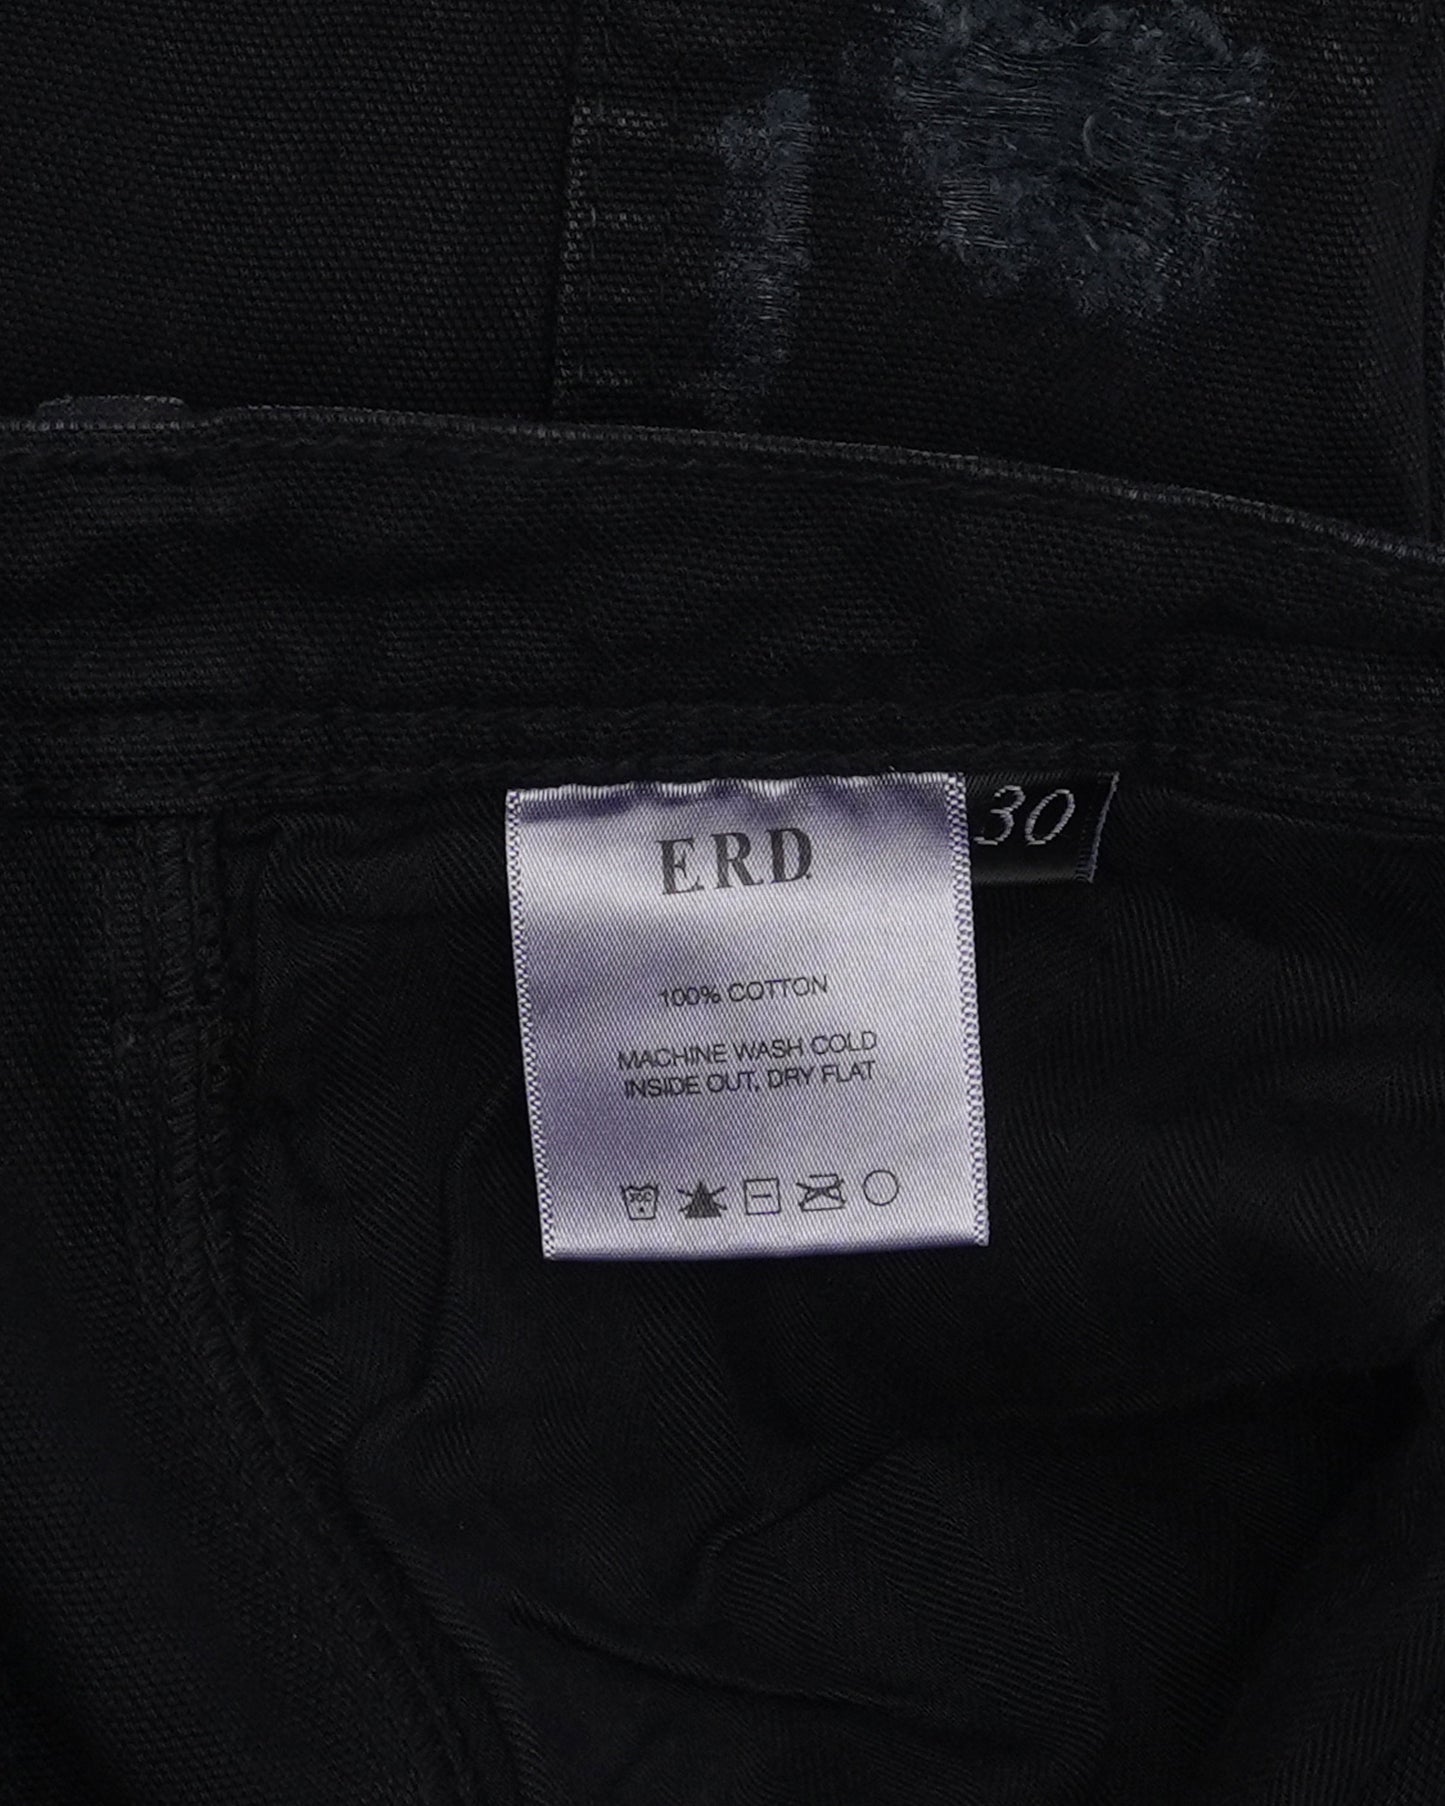 ERD
30
100% COTTON
MACHINE WASH COLD
INSIDE OUT, DRY FLAT